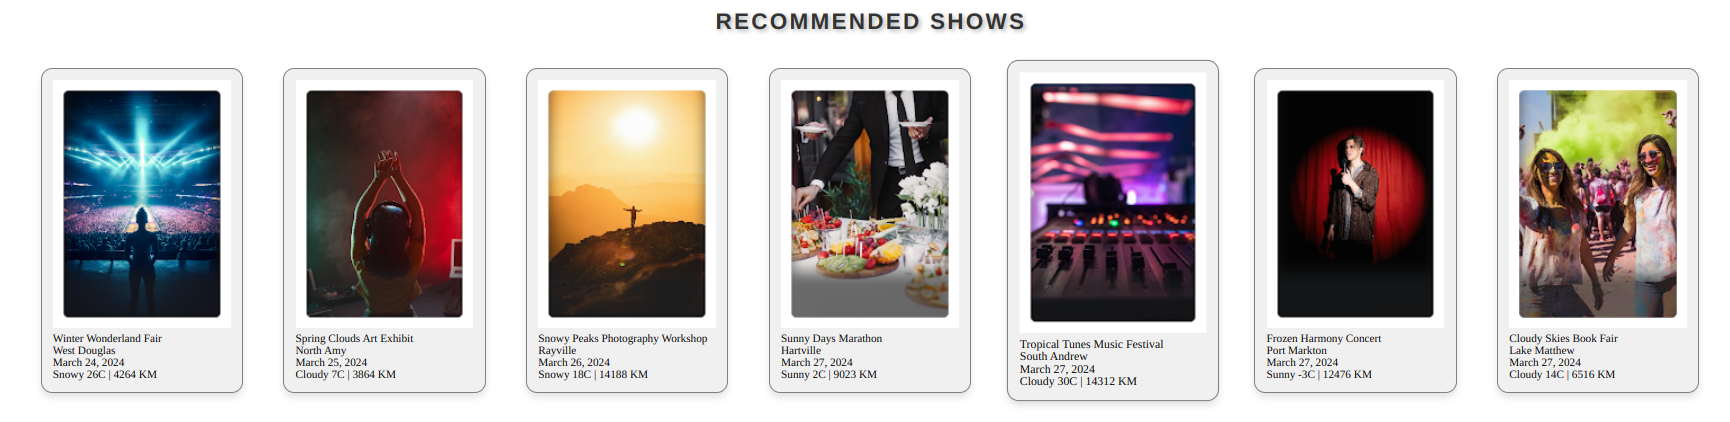 RECOMMENDED SHOWS
Winter Wonderland Fair
West Douglas
March 24, 2024
Snowy 26C | 4264 KM
Spring Clouds Art Exhibit
North Amy
March 25, 2024
Cloudy 7C | 3864 KM
Snowy Peaks Photography Workshop
Rayville
March 26, 2024
Snowy 18C | 14188 KM
Sunny Days Marathon
Hartville
March 27, 2024
Sunny 2C | 9023 KM
Tropical Tunes Music Festival
South Andrew
March 27, 2024
Cloudy 30C | 14312 KM
Frozen Harmony Concert
Port Markton
March 27, 2024
Sunny -3C | 12476 KM
Cloudy Skies Book Fair
Lake Matthew
March 27, 2024
Cloudy 14C | 6516 KM